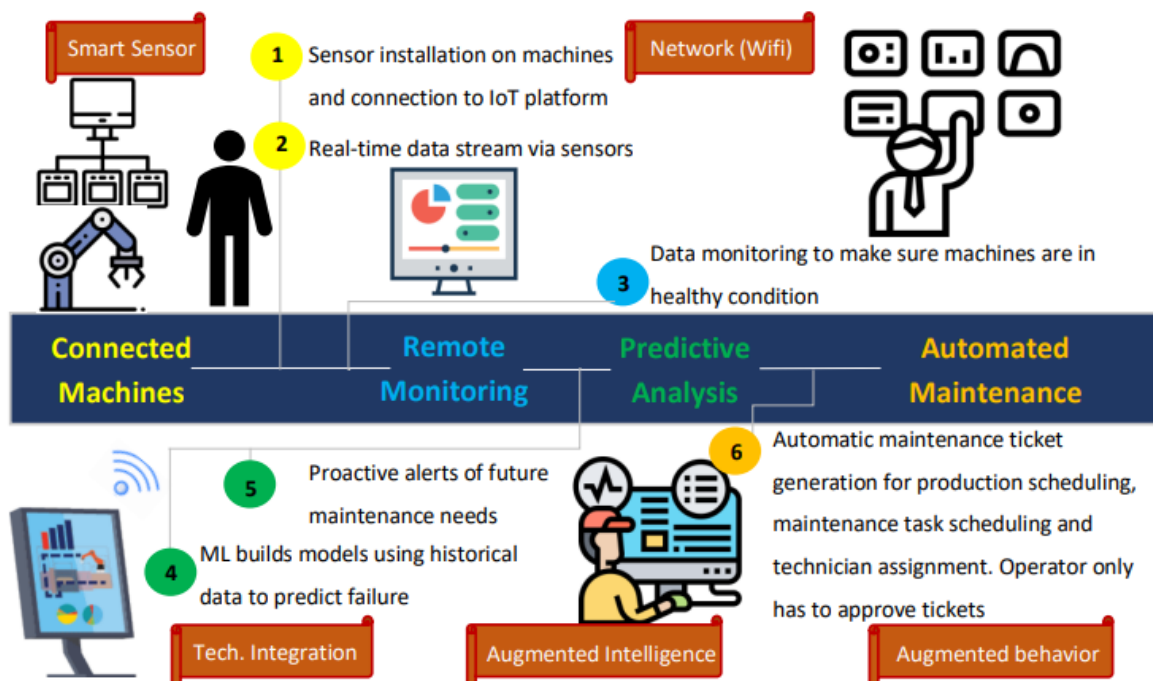 Smart Sensor
1
Sensor installation on machines
and connection to IoT platform
Network (Wifi)
2
Real-time data stream via sensors
3
Data monitoring to make sure machines are in
healthy condition
Connected
Machines
Remote
Monitoring
Predictive
Analysis
Automated
Maintenance
5
Proactive alerts of future
maintenance needs
4
ML builds models using historical
data to predict failure
6
Automatic maintenance ticket
generation for production scheduling,
maintenance task scheduling and
technician assignment. Operator only
has to approve tickets
Tech. Integration
Augmented Intelligence
Augmented behavior